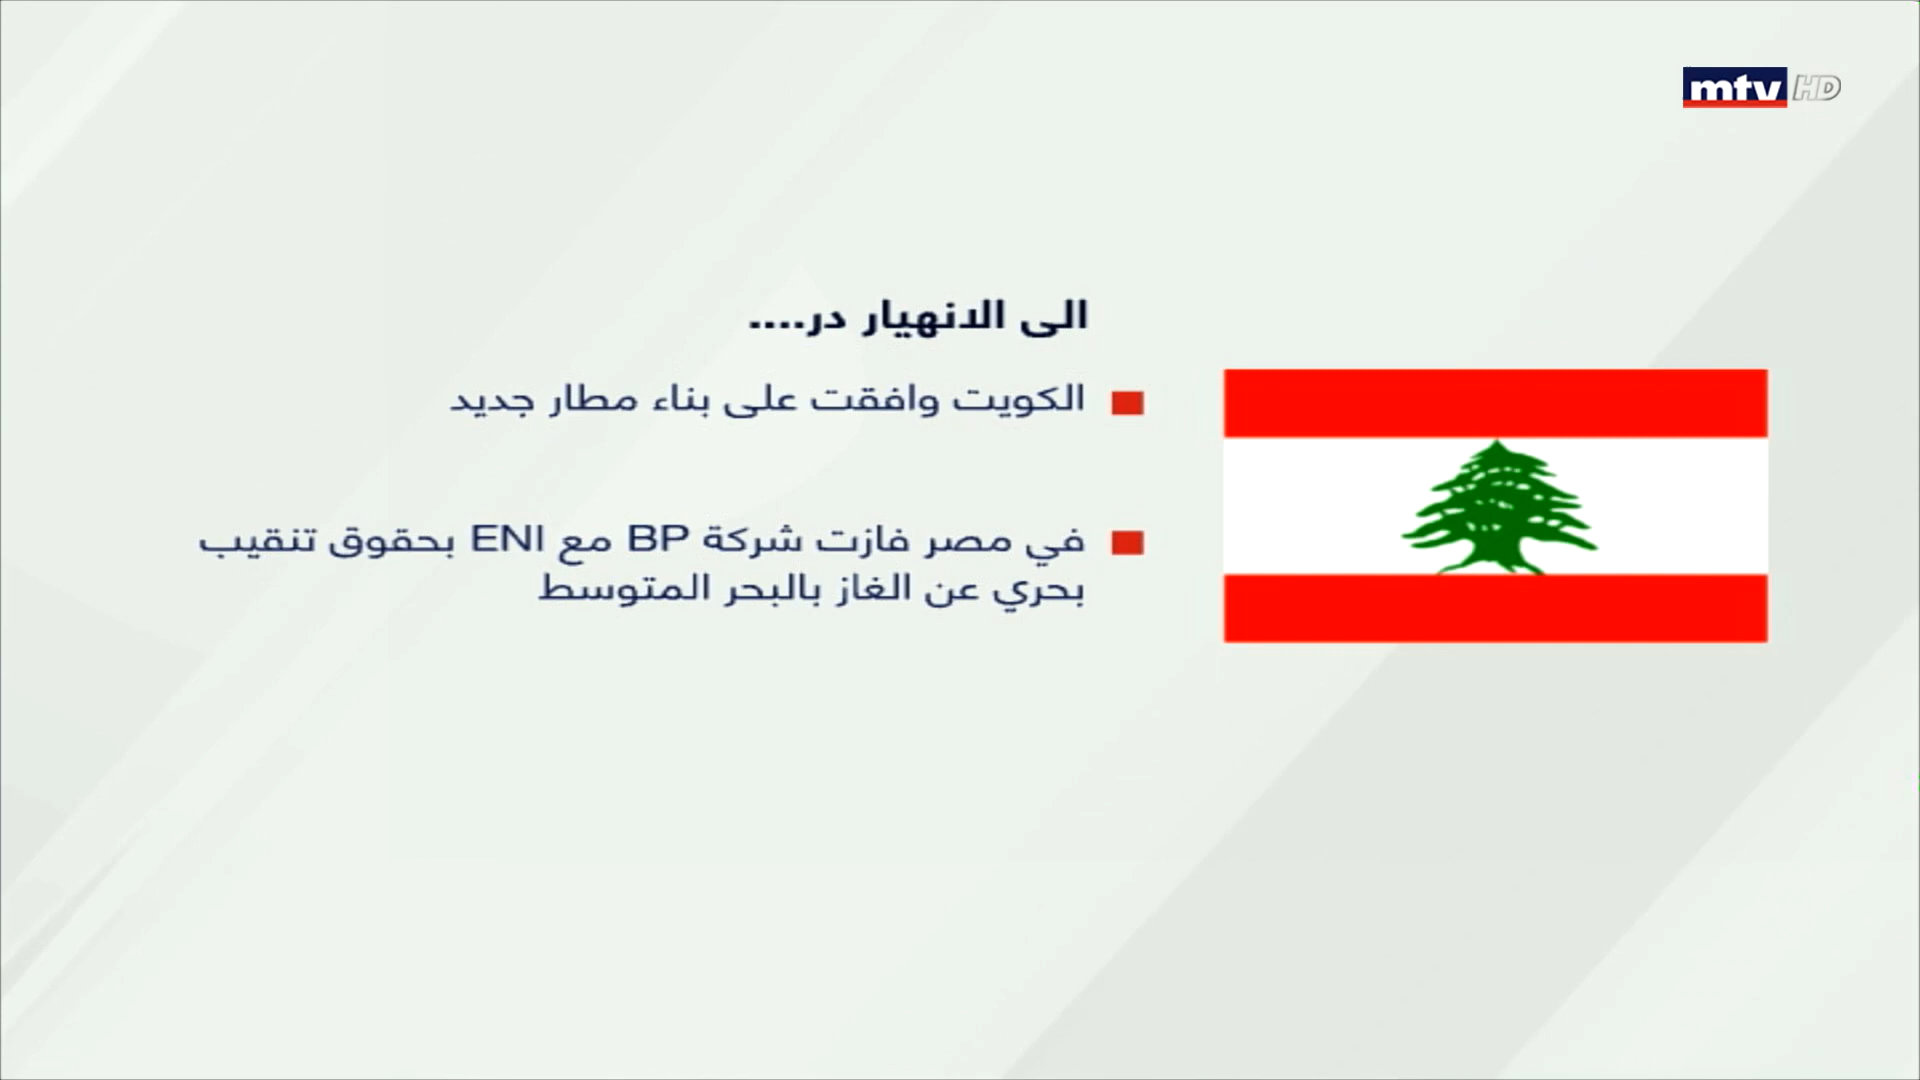 mtv HD
الى الانهيار در....
الكويت وافقت على بناء مطار جديد
في مصر فازت شركة BP مع ENI بحقوق تنقيب
بحري عن الغاز بالبحر المتوسط